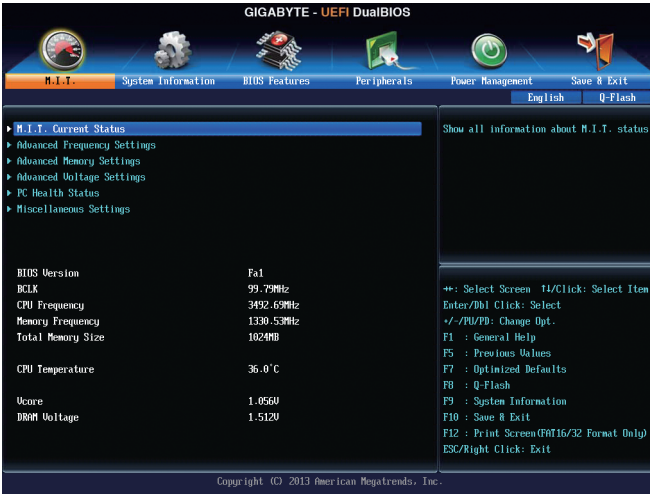 GIGABYTE - UEFI DualBIOS
M.I.T. System Information BIOS Features Peripherals Power Management Save & Exit
English Q-Flash
M.I.T. Current Status
Advanced Frequency Settings
Advanced Memory Settings
Advanced Voltage Settings
PC Health Status
Miscellaneous Settings
Show all information about M.I.T. status
BIOS Version Fa1
BCLK 99.79MHz
CPU Frequency 3492.69MHz
Memory Frequency 1330.53MHz
Total Memory Size 1024MB
CPU Temperature 36.0°C
Vcore 1.056V
DRAM Voltage 1.512V
→←: Select Screen ↑↓/Click: Select Item
Enter/Dbl Click: Select
+/-/PU/PD: Change Opt.
F1 : General Help
F5 : Previous Values
F7 : Optimized Defaults
F8 : Q-Flash
F9 : System Information
F10 : Save & Exit
F12 : Print Screen(FAT16/32 Format Only)
ESC/Right Click: Exit
Copyright (C) 2013 American Megatrends, Inc.